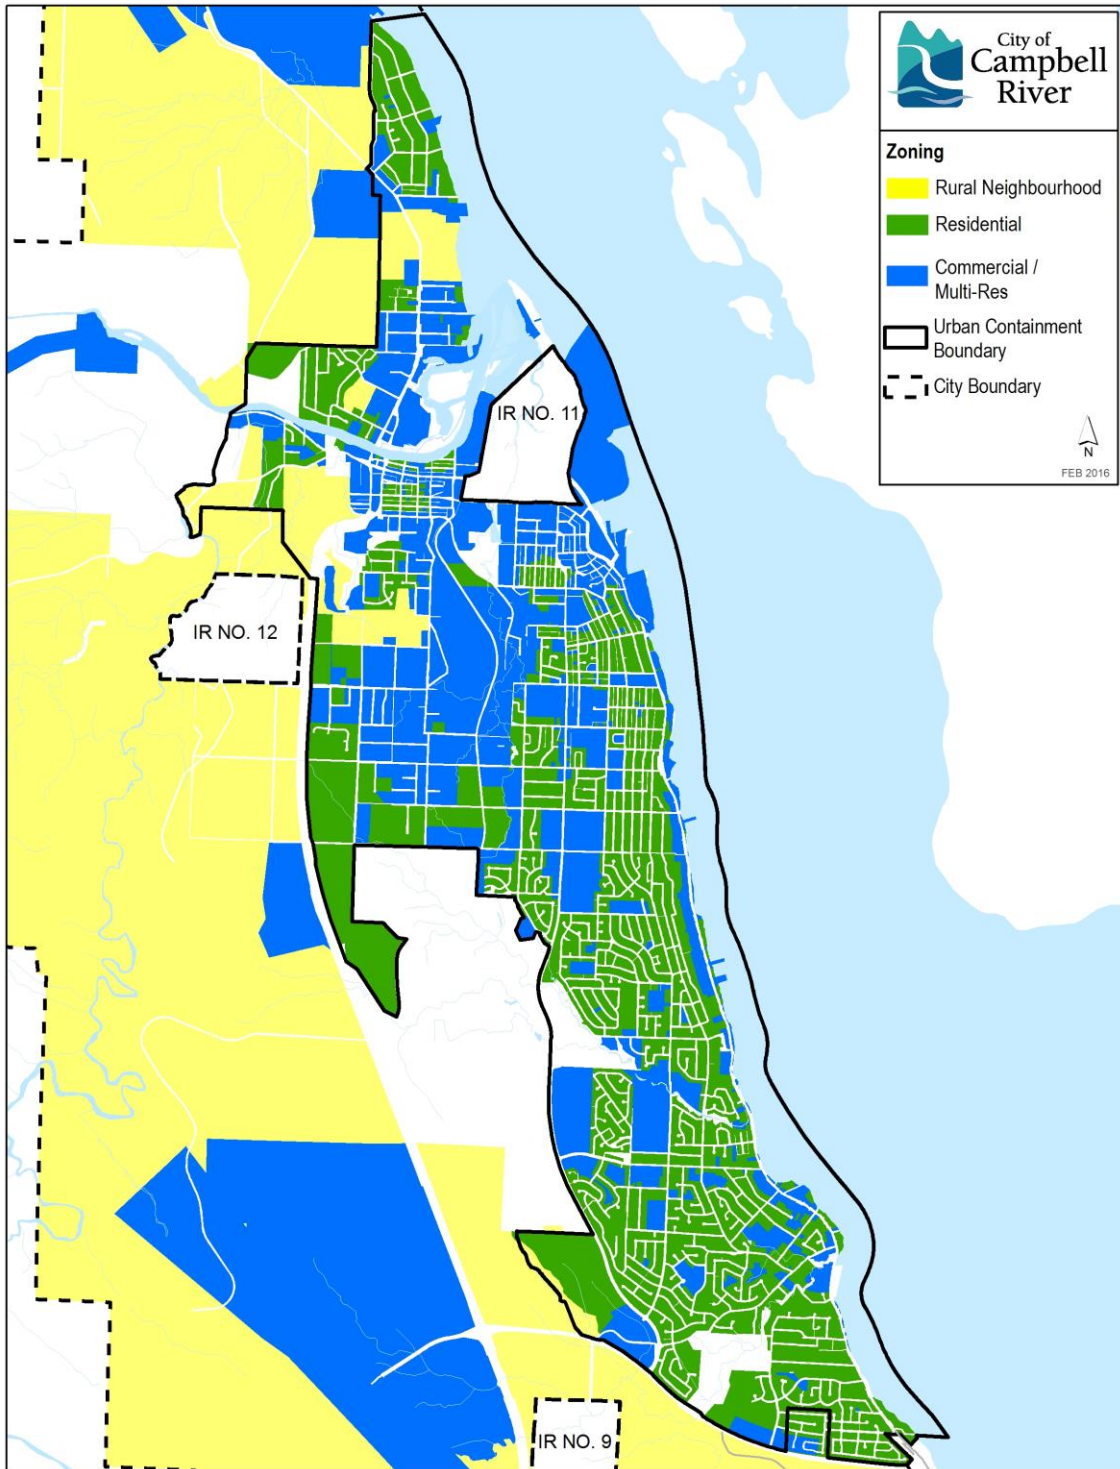 City of
Campbell
River
Zoning
Rural Neighbourhood
Residential
Commercial /
Multi-Res
Urban Containment
Boundary
City Boundary
N
FEB 2016
IR NO. 11
IR NO. 12
IR NO. 9